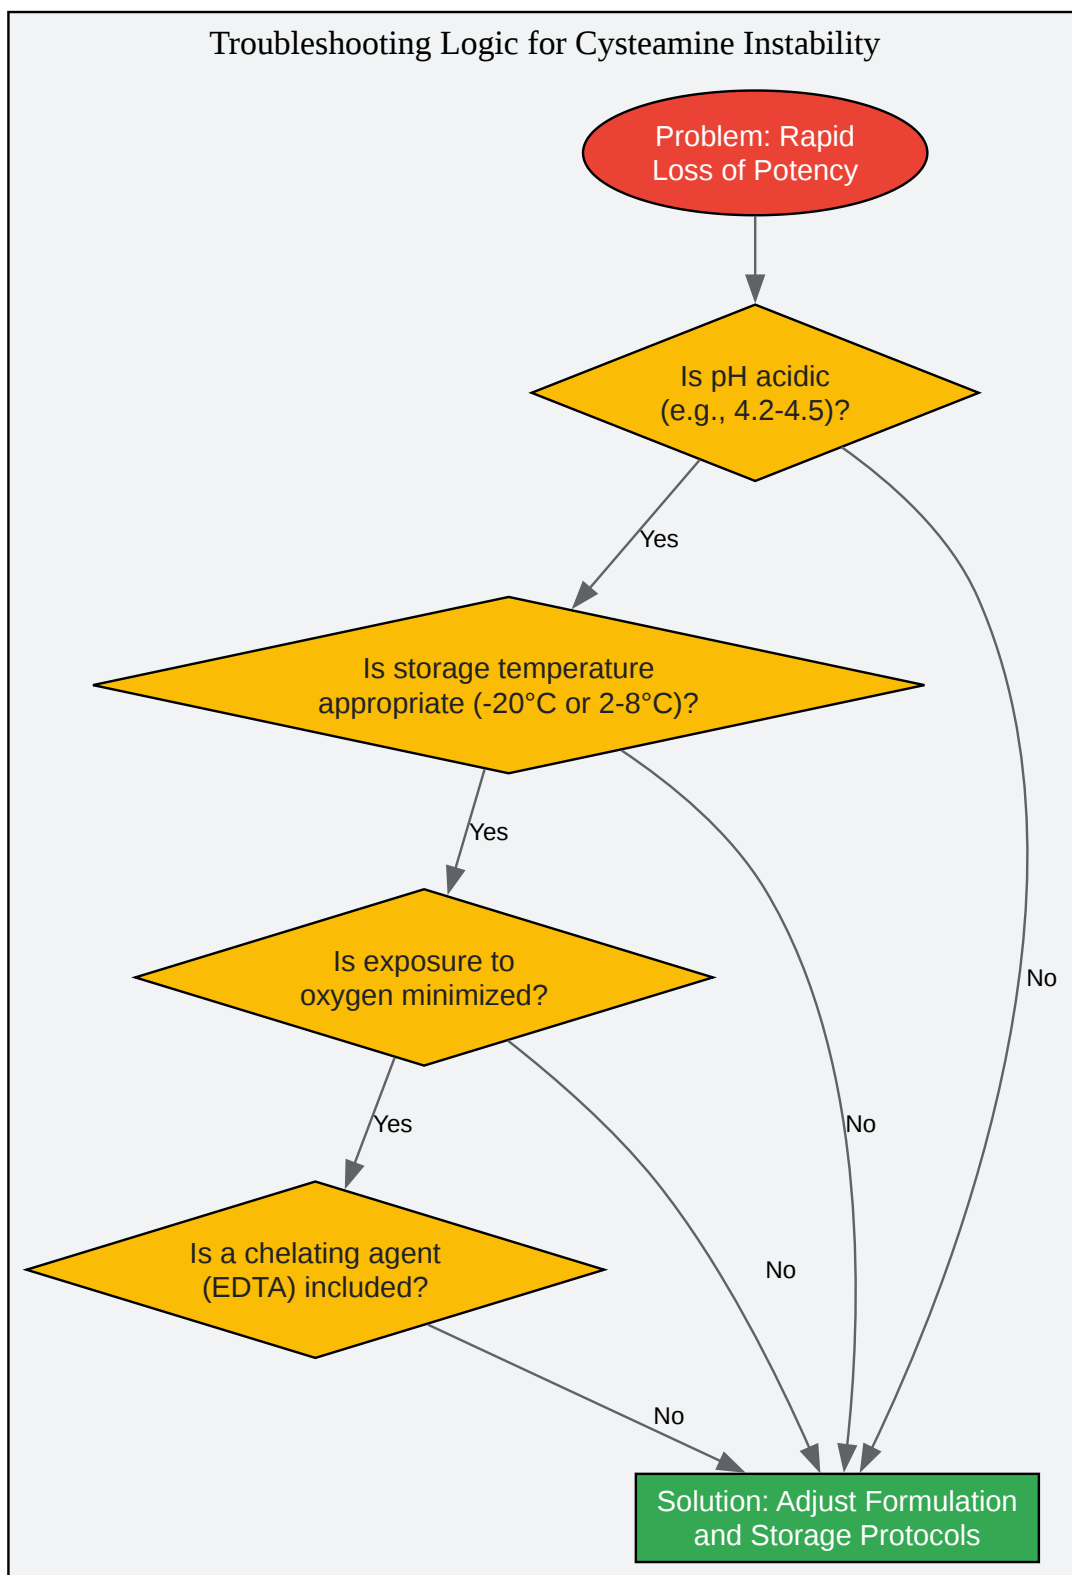 Troubleshooting Logic for Cysteamine Instability
Problem: Rapid
Loss of Potency
Is pH acidic
(e.g., 4.2-4.5)?
Yes
Is storage temperature
appropriate (-20°C or 2-8°C)?
Yes
Is exposure to
oxygen minimized?
No
Yes
No
Is a chelating agent
(EDTA) included?
No
No
Solution: Adjust Formulation
and Storage Protocols